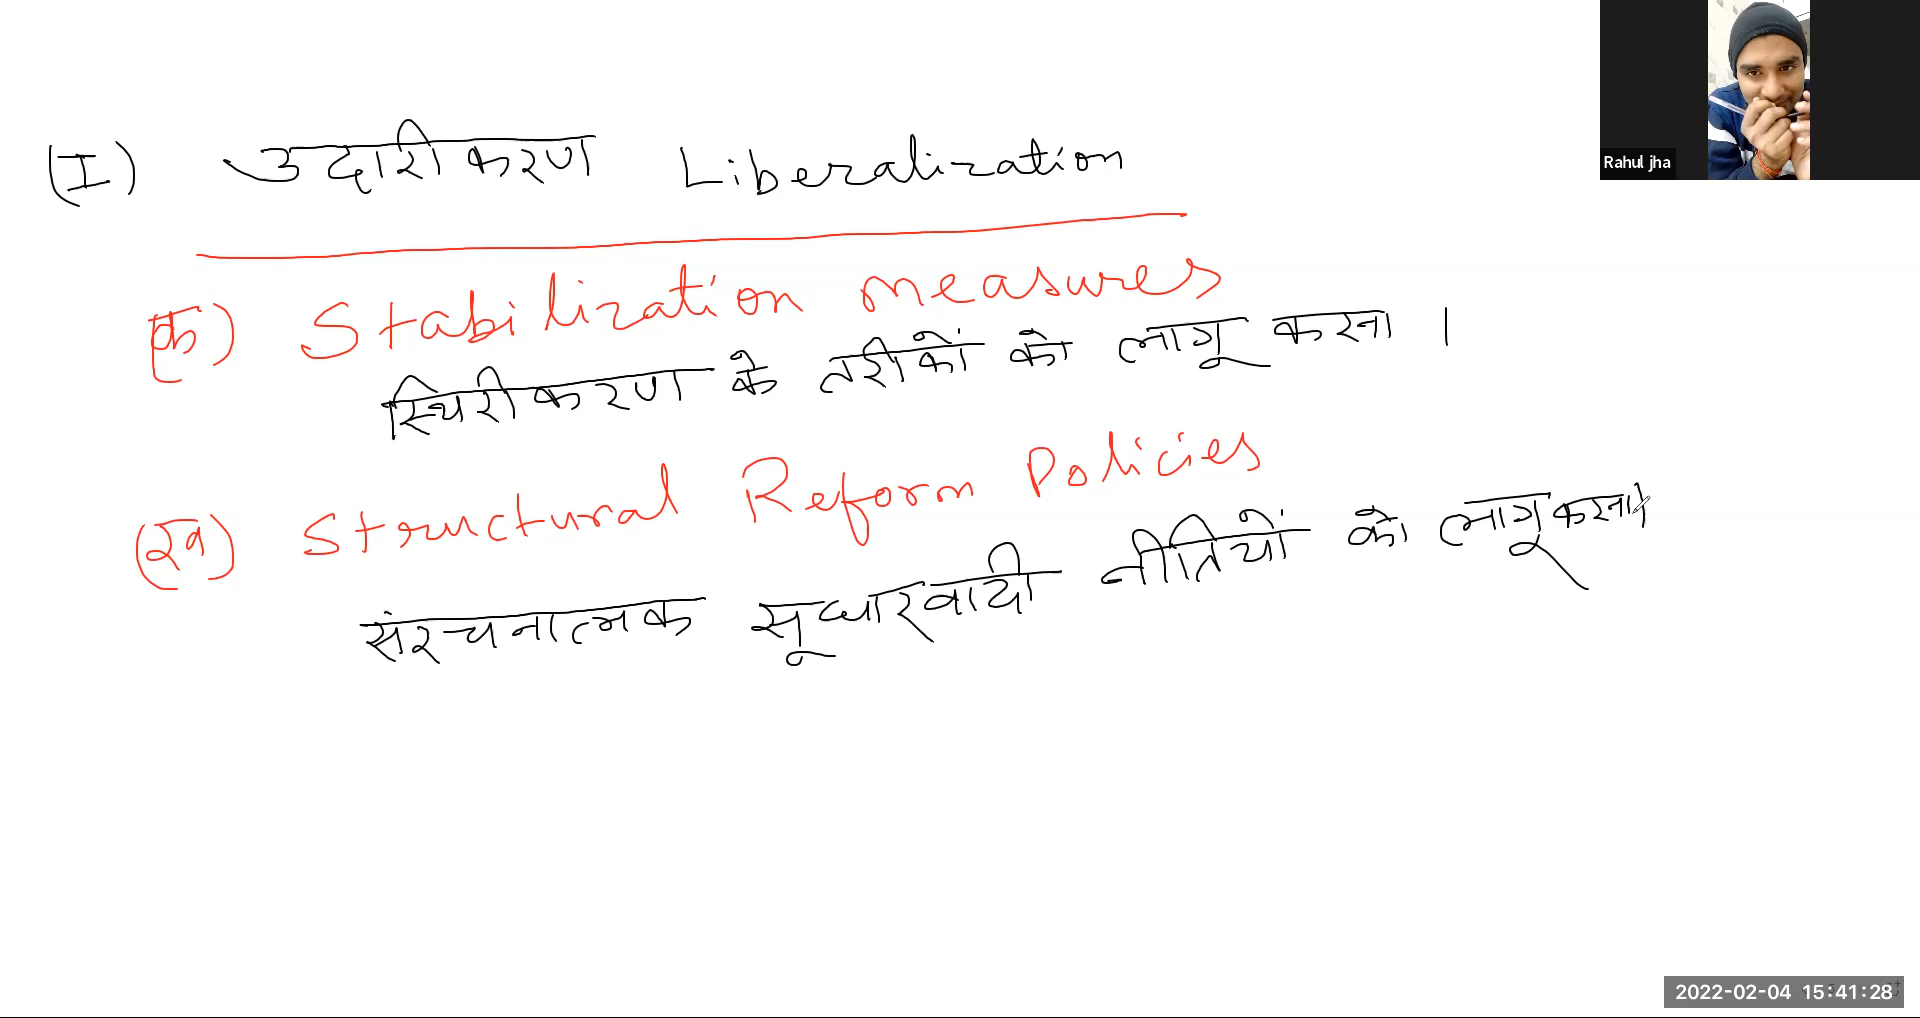 (I) उदारीकरण Liberalization
Rahul jha
(क) Stabilization measures
स्थिरीकरण के तरीकों को लागू करना ।
(ख) Structural Reform Policies
संरचनात्मक सूधारवादी नीतियों को लागू करना।
2022-02-04 15:41:28